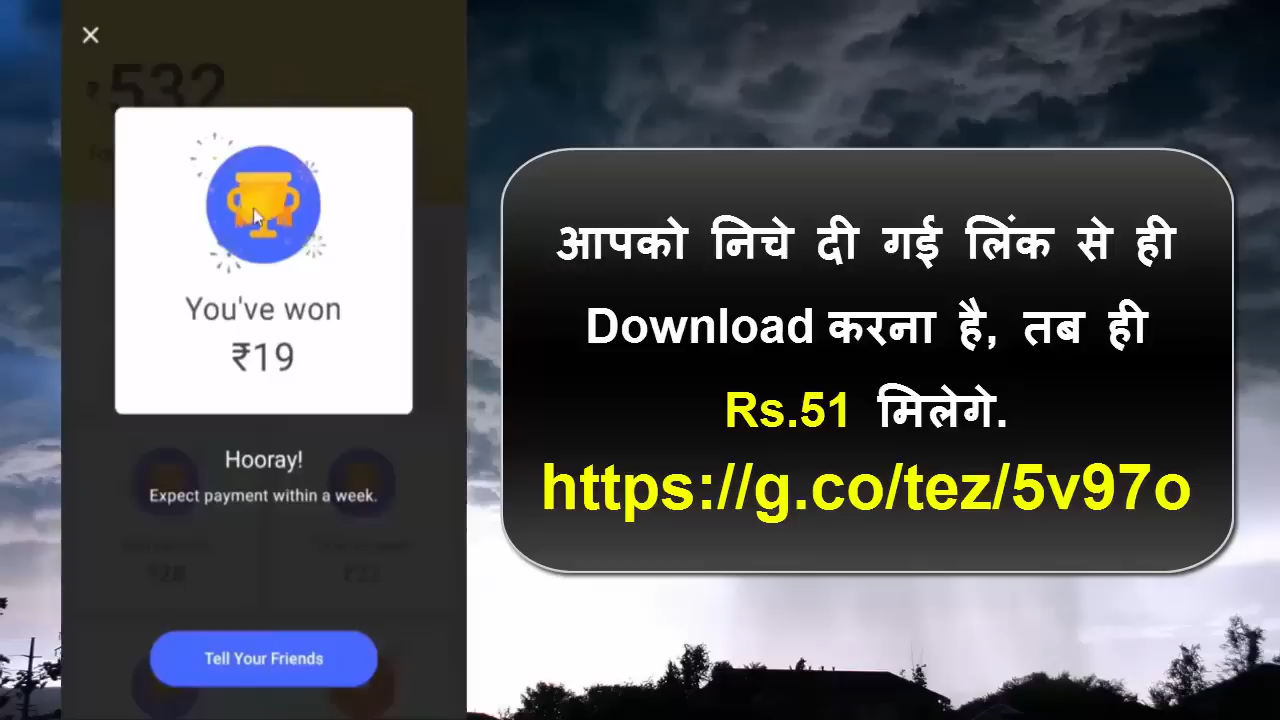 ₹532
You've won
₹19
Hooray!
Expect payment within a week.
Tell Your Friends
आपको निचे दी गई लिंक से ही
Download करना है, तब ही
Rs.51 मिलेगे.
https://g.co/tez/5v97o